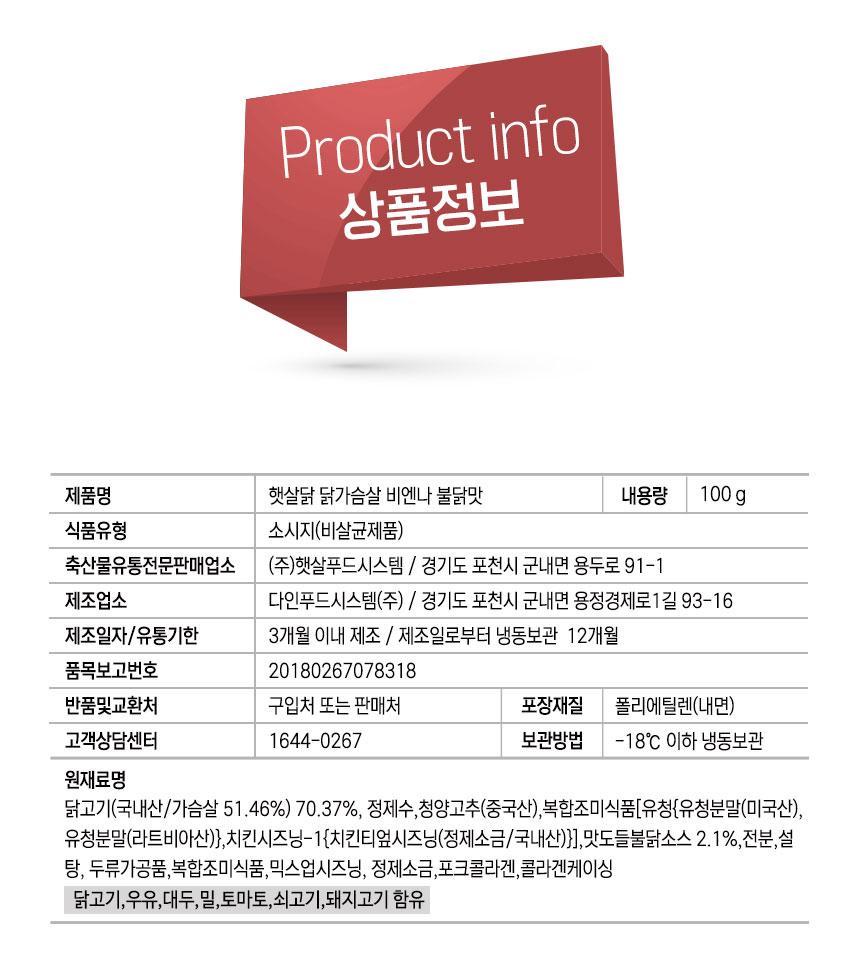 Product info
상품정보
제품명 햇살닭 닭가슴살 비엔나 불닭맛 내용량 100 g
식품유형 소시지(비살균제품)
축산물유통전문판매업소 (주)햇살푸드시스템 / 경기도 포천시 군내면 용두로 91-1
제조업소 다인푸드시스템(주) / 경기도 포천시 군내면 용정경제로1길 93-16
제조일자/유통기한 3개월 이내 제조 / 제조일로부터 냉동보관 12개월
품목보고번호 20180267078318
반품및교환처 구입처 또는 판매처 포장재질 폴리에틸렌(내면)
고객상담센터 1644-0267 보관방법 -18℃ 이하 냉동보관
원재료명
닭고기(국내산/가슴살 51.46%) 70.37%, 정제수,청양고추(중국산),복합조미식품[유청{유청분말(미국산),
유청분말(라트비아산)},치킨시즈닝-1{치킨티엎시즈닝(정제소금/국내산)}],맛도들불닭소스 2.1%,전분,설
탕, 두류가공품,복합조미식품,믹스업시즈닝, 정제소금,포크콜라겐,콜라겐케이싱
닭고기,우유,대두,밀,토마토,쇠고기,돼지고기 함유